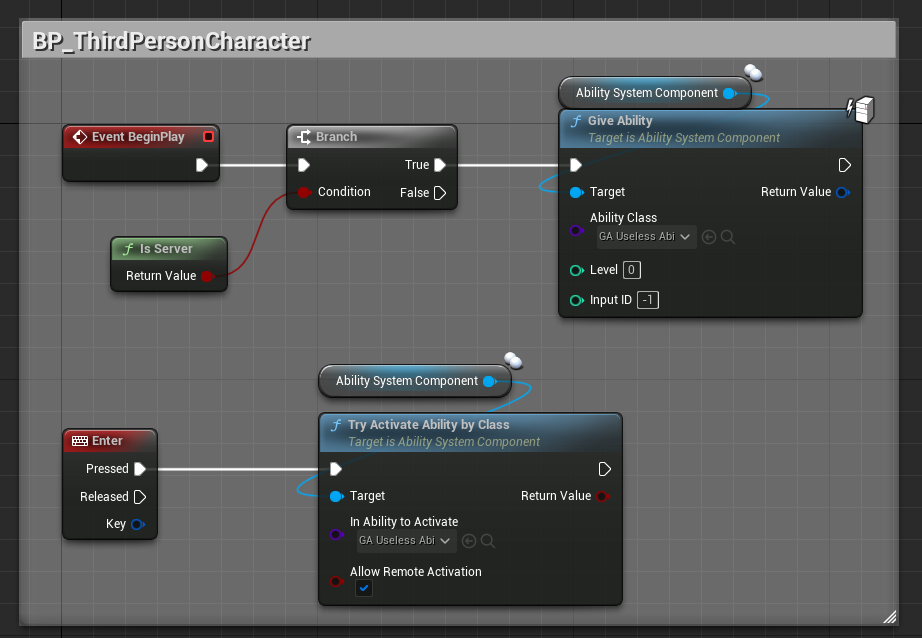 BP_ThirdPersonCharacter
Ability System Component
Event BeginPlay
Branch
True
Condition
False
Is Server
Return Value
Give Ability
Target is Ability System Component
Target
Return Value
Ability Class
GA Useless Abi
Level 0
Input ID -1
Ability System Component
Enter
Pressed
Released
Key
Try Activate Ability by Class
Target is Ability System Component
Target
Return Value
In Ability to Activate
GA Useless Abi
Allow Remote Activation